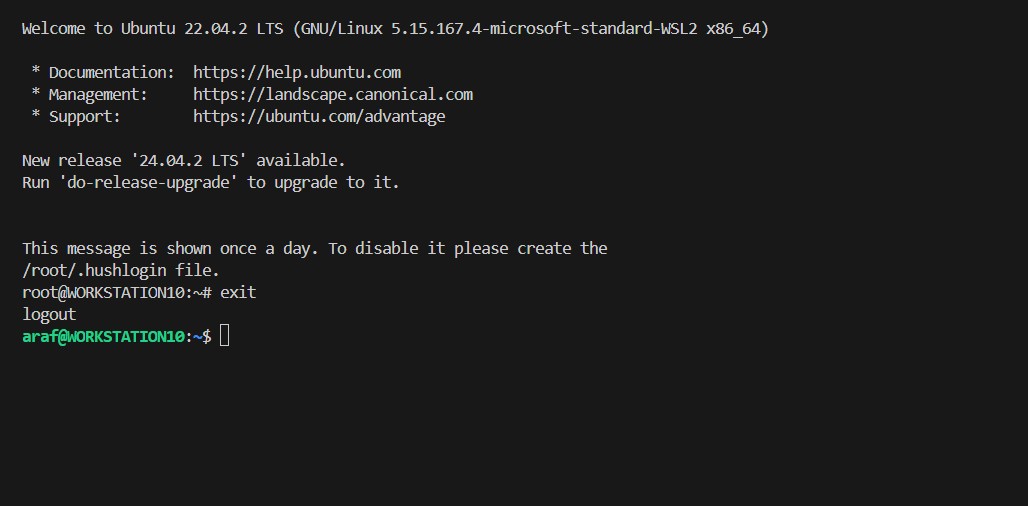 Welcome to Ubuntu 22.04.2 LTS (GNU/Linux 5.15.167.4-microsoft-standard-WSL2 x86_64)
* Documentation:  https://help.ubuntu.com
* Management:     https://landscape.canonical.com
* Support:        https://ubuntu.com/advantage
New release '24.04.2 LTS' available.
Run 'do-release-upgrade' to upgrade to it.
This message is shown once a day. To disable it please create the
/root/.hushlogin file.
root@WORKSTATION10:~# exit
logout
araf@WORKSTATION10:~$